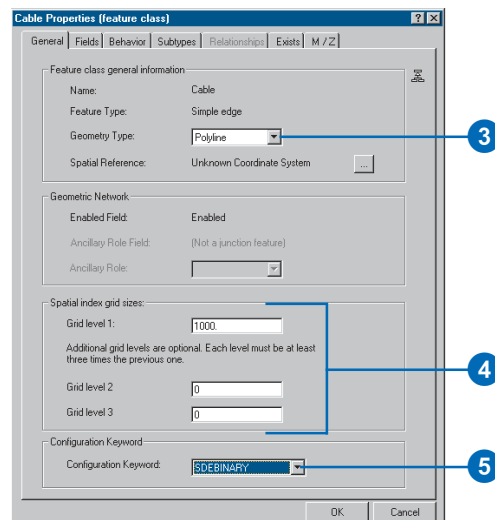 Cable Properties (feature class)
General Fields Behavior Subtypes Relationships Exists M / Z
Feature class general information
Name: Cable
Feature Type: Simple edge
Geometry Type: Polyline
3
Spatial Reference: Unknown Coordinate System ...
Geometric Network
Enabled Field: Enabled
Ancillary Role Field: (Not a junction feature)
Ancillary Role:
Spatial index grid sizes:
Grid level 1: 1000.
Additional grid levels are optional. Each level must be at least
three times the previous one.
4
Grid level 2 0
Grid level 3 0
Configuration Keyword
Configuration Keyword: SDEBINARY
5
OK Cancel